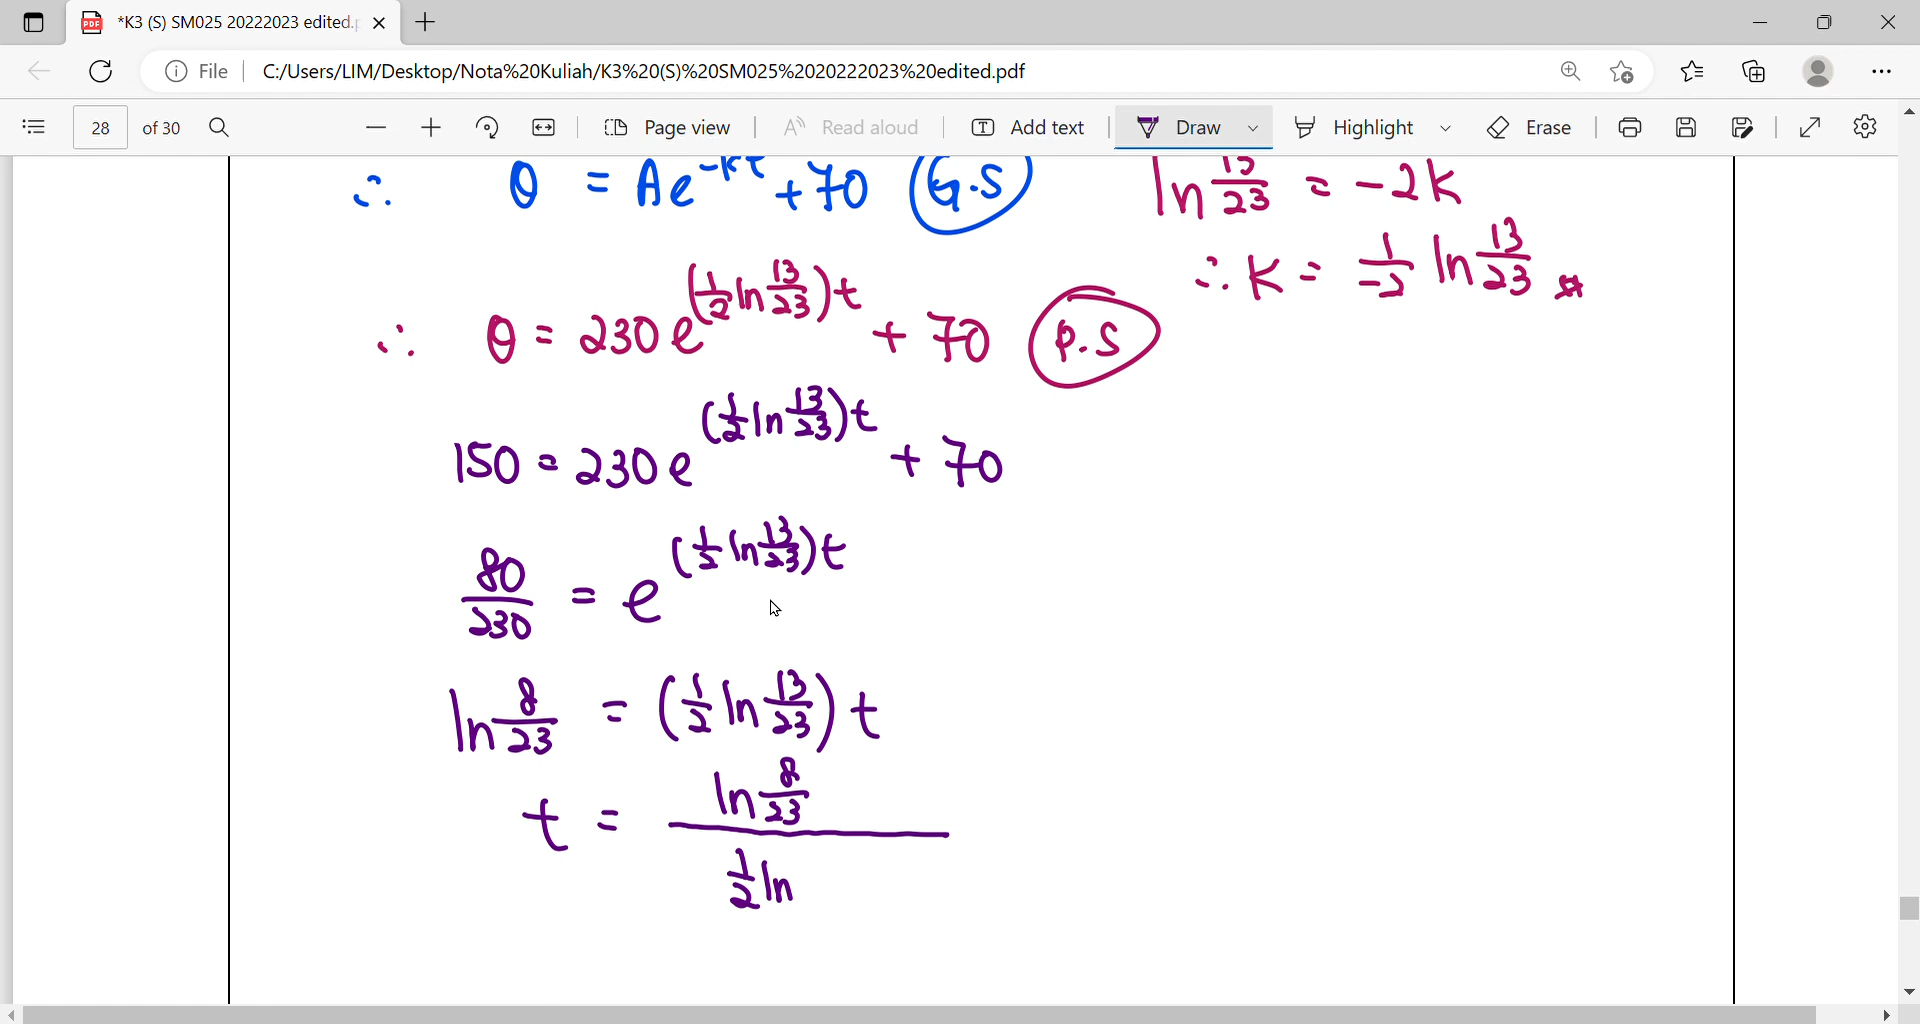 *K3 (S) SM025 20222023 edited.p
File
C:/Users/LIM/Desktop/Nota%20Kuliah/K3%20(S)%20SM025%2020222023%20edited.pdf
28 of 30
Page view
Read aloud
Add text
Draw
Highlight
Erase
∴ θ = Ae^(-kt) + 70 G.S
ln 13/23 = -2K
∴ K = 1/-2 ln 13/23 *
∴ θ = 230 e^((1/2 ln 13/23)t) + 70 P.S
150 = 230 e^((1/2 ln 13/23)t) + 70
80/230 = e^((1/2 ln 13/23)t)
ln 8/23 = (1/2 ln 13/23) t
t = ln 8/23 / 1/2 ln